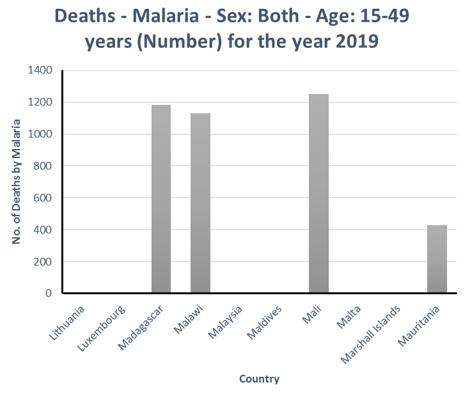 Deaths - Malaria - Sex: Both - Age: 15-49
years (Number) for the year 2019
No. of Deaths by Malaria
1400
1200
1000
800
600
400
200
0
Lithuania
Luxembourg
Madagascar
Malawi
Malaysia
Maldives
Mali
Malta
Marshall Islands
Mauritania
Country